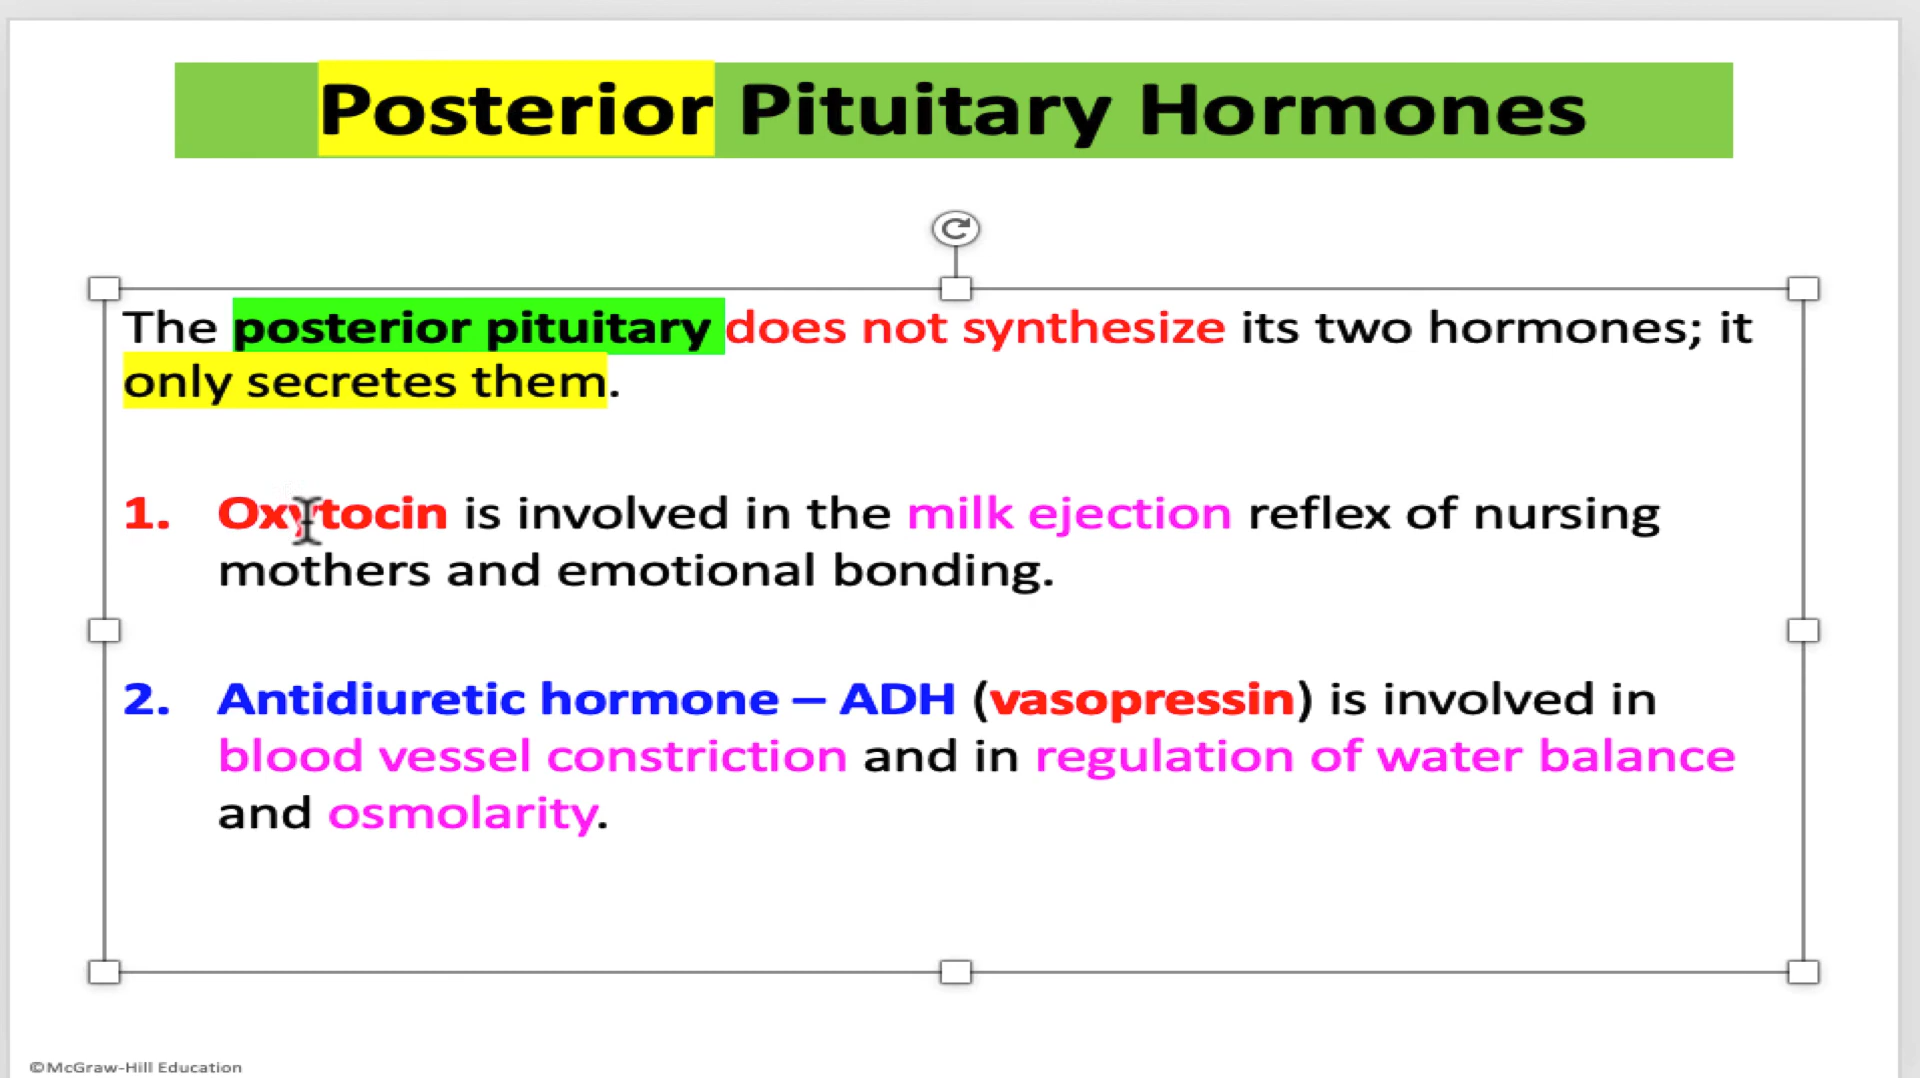 Posterior Pituitary Hormones
The posterior pituitary does not synthesize its two hormones; it
only secretes them.
1. Oxytocin is involved in the milk ejection reflex of nursing
mothers and emotional bonding.
2. Antidiuretic hormone – ADH (vasopressin) is involved in
blood vessel constriction and in regulation of water balance
and osmolarity.
©McGraw-Hill Education